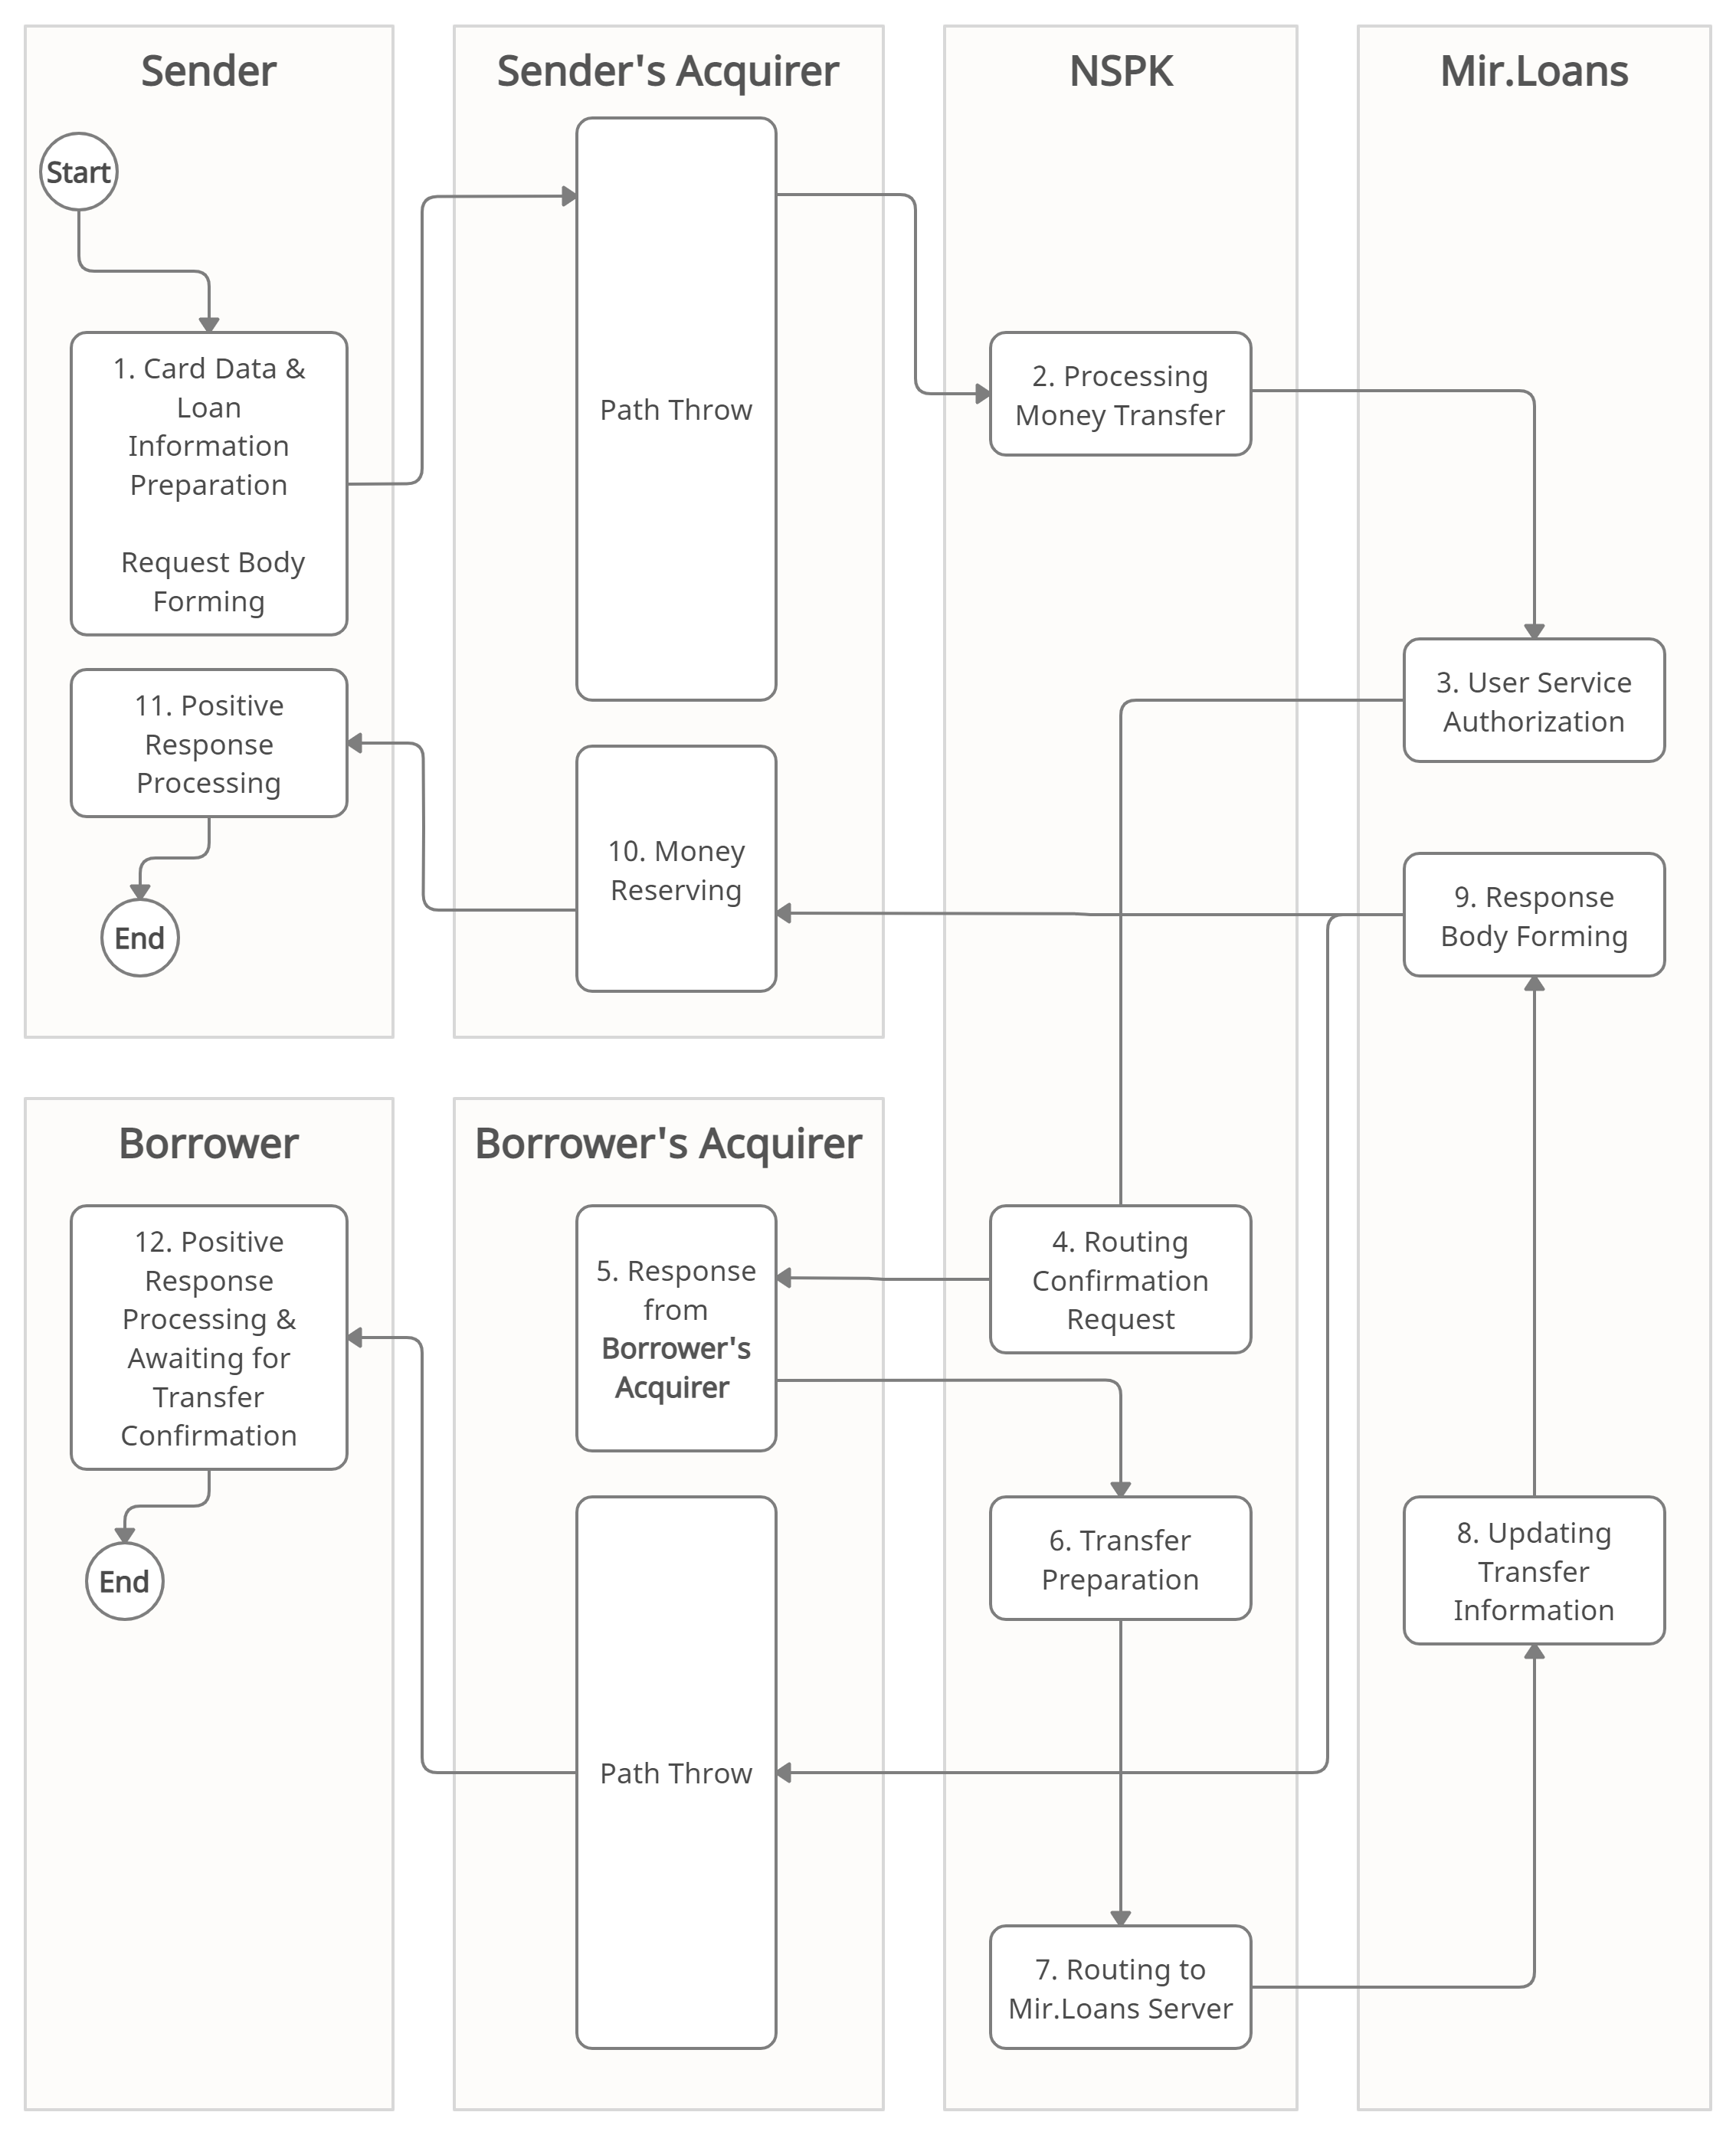 Sender
Sender's Acquirer
NSPK
Mir.Loans
Start
1. Card Data &
Loan
Information
Preparation
Request Body
Forming
Path Throw
2. Processing
Money Transfer
3. User Service
Authorization
11. Positive
Response
Processing
End
10. Money
Reserving
9. Response
Body Forming
Borrower
Borrower's Acquirer
12. Positive
Response
Processing &
Awaiting for
Transfer
Confirmation
End
5. Response
from
Borrower's
Acquirer
4. Routing
Confirmation
Request
6. Transfer
Preparation
8. Updating
Transfer
Information
Path Throw
7. Routing to
Mir.Loans Server